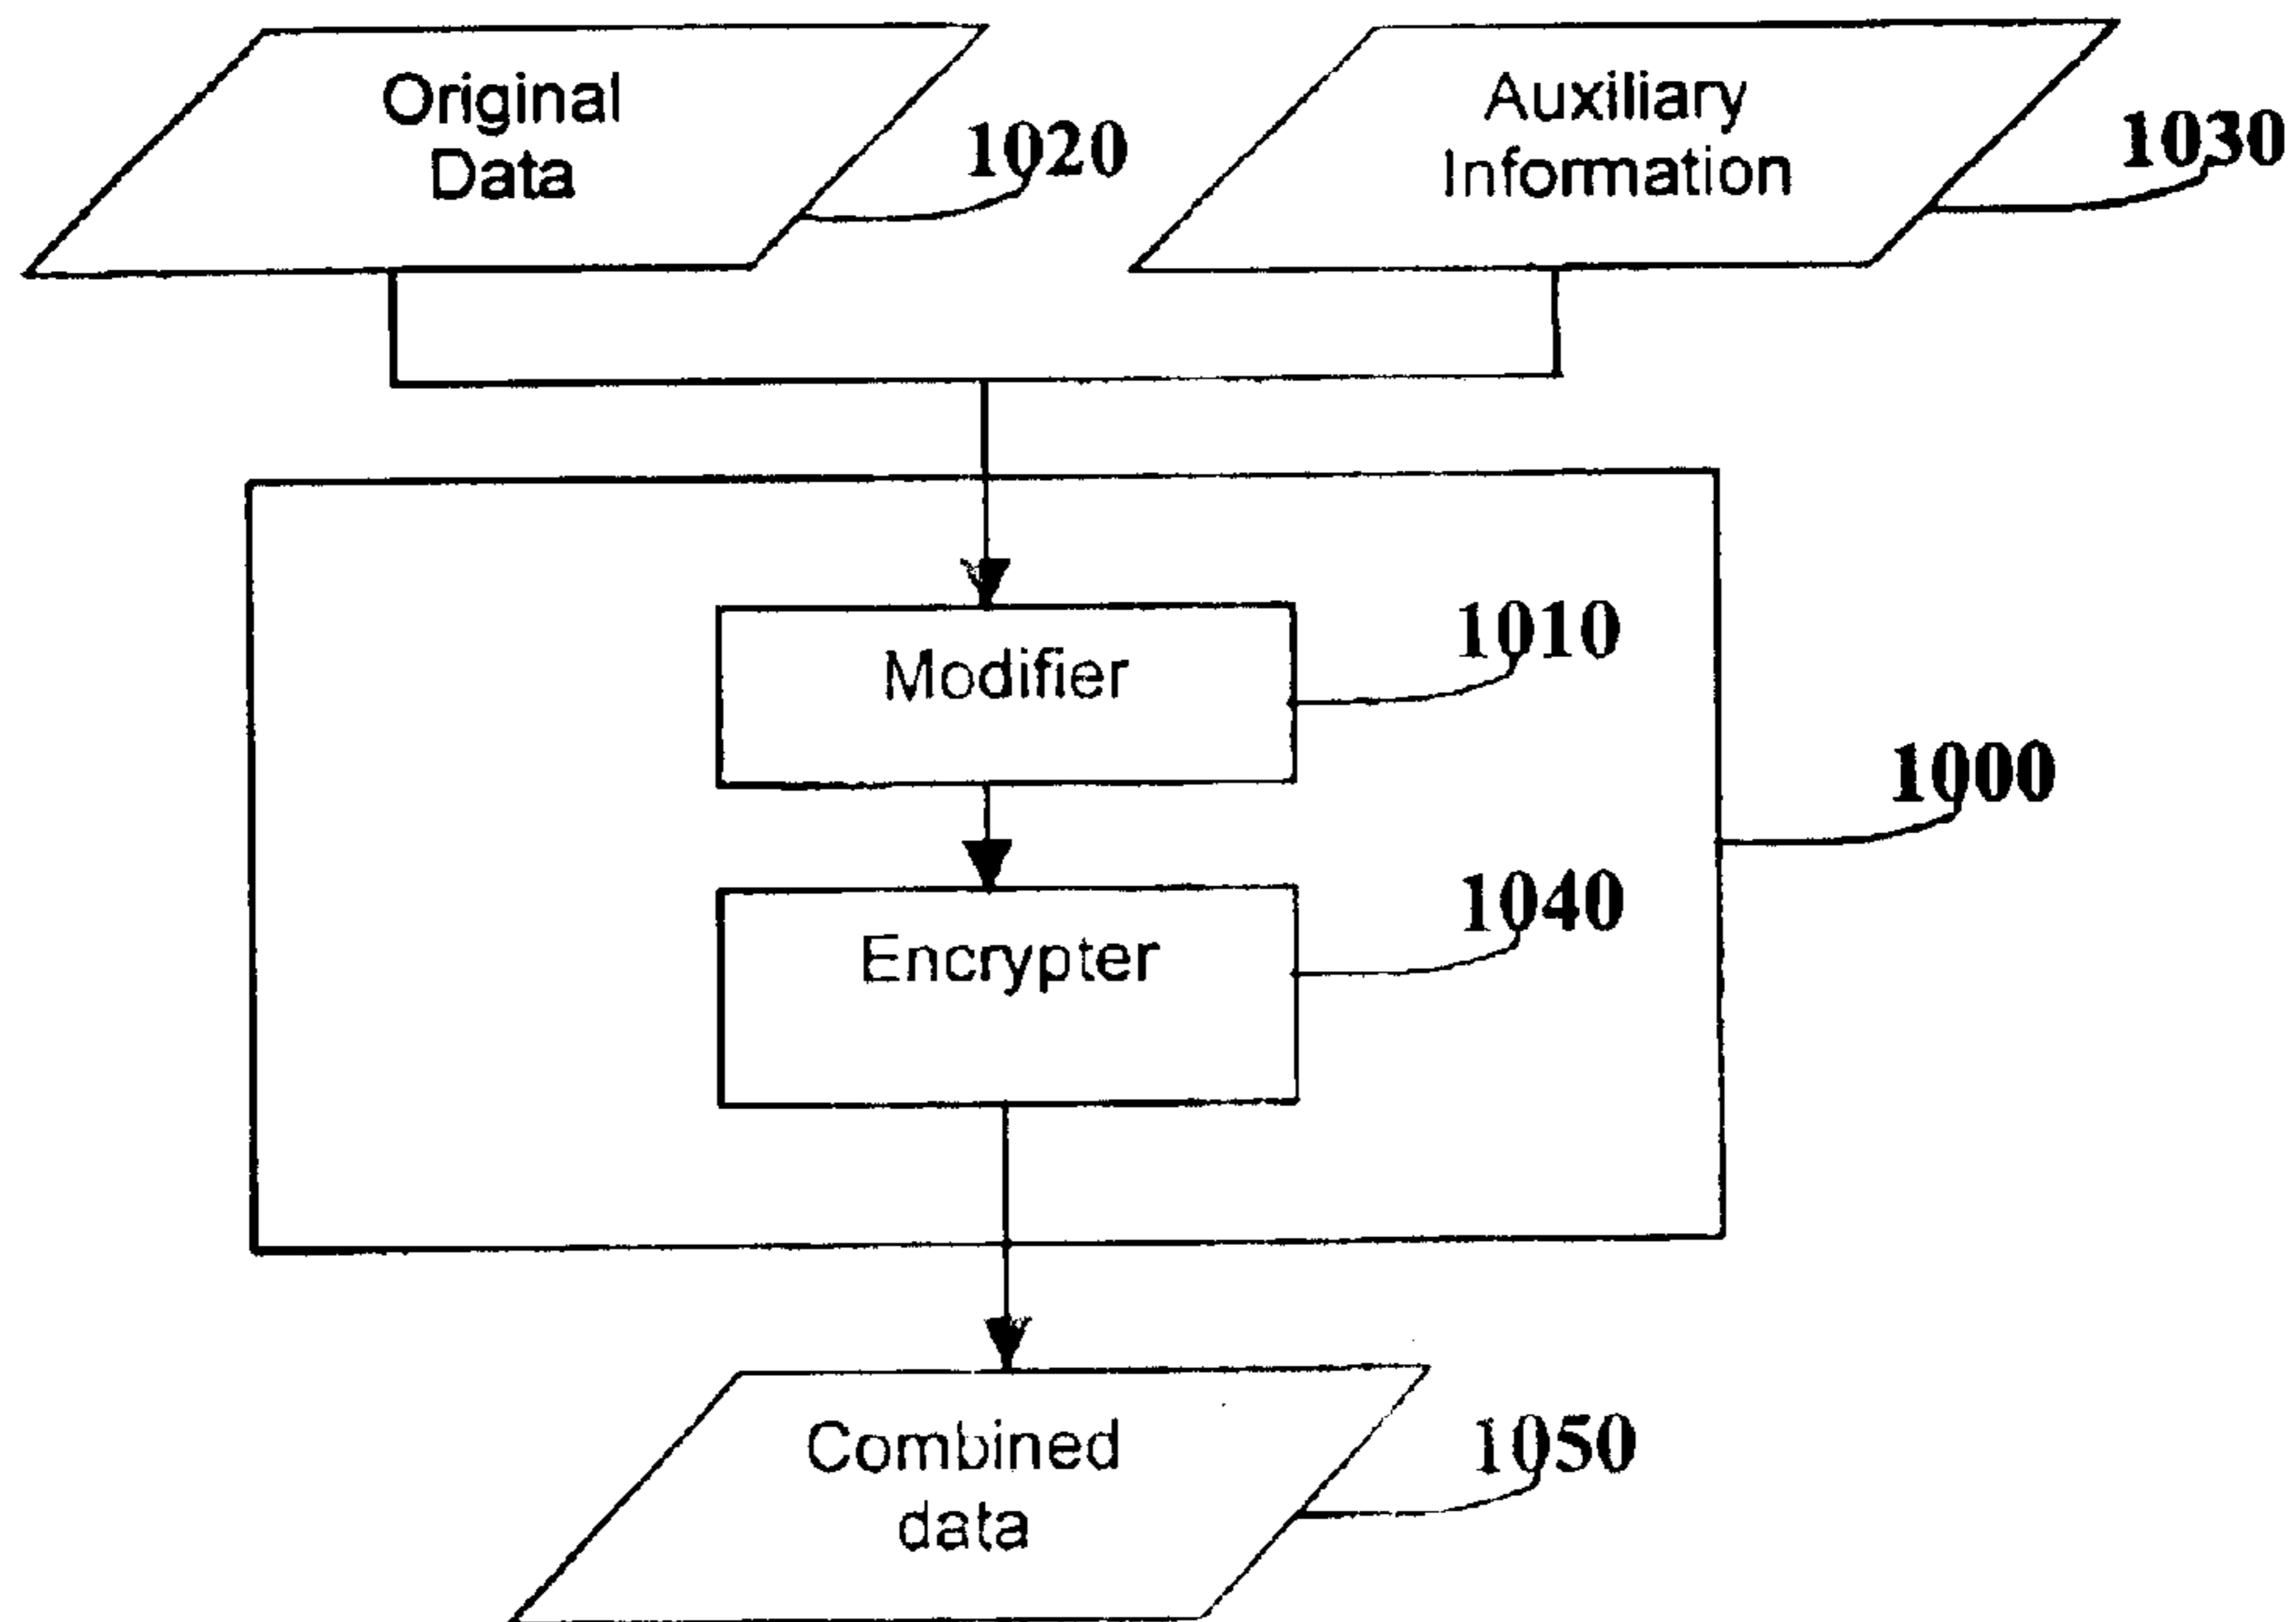 Original
Data
1020
Auxiliary
Information
1030
Modifier
1010
1000
Encrypter
1040
Combined
data
1050